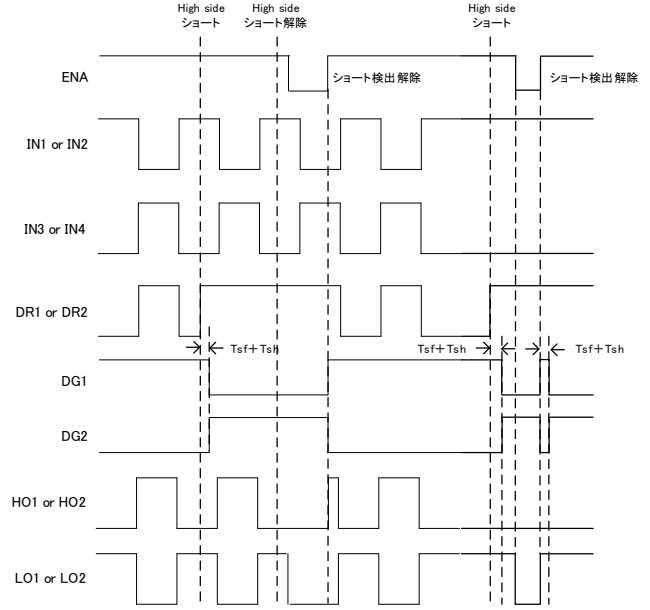 High side
ショート
High side
ショート解除
High side
ショート
ENA
ショート検出解除
ショート検出解除
IN1 or IN2
IN3 or IN4
DR1 or DR2
Tsf+Tsh
Tsf+Tsh
Tsf+Tsh
DG1
DG2
HO1 or HO2
LO1 or LO2